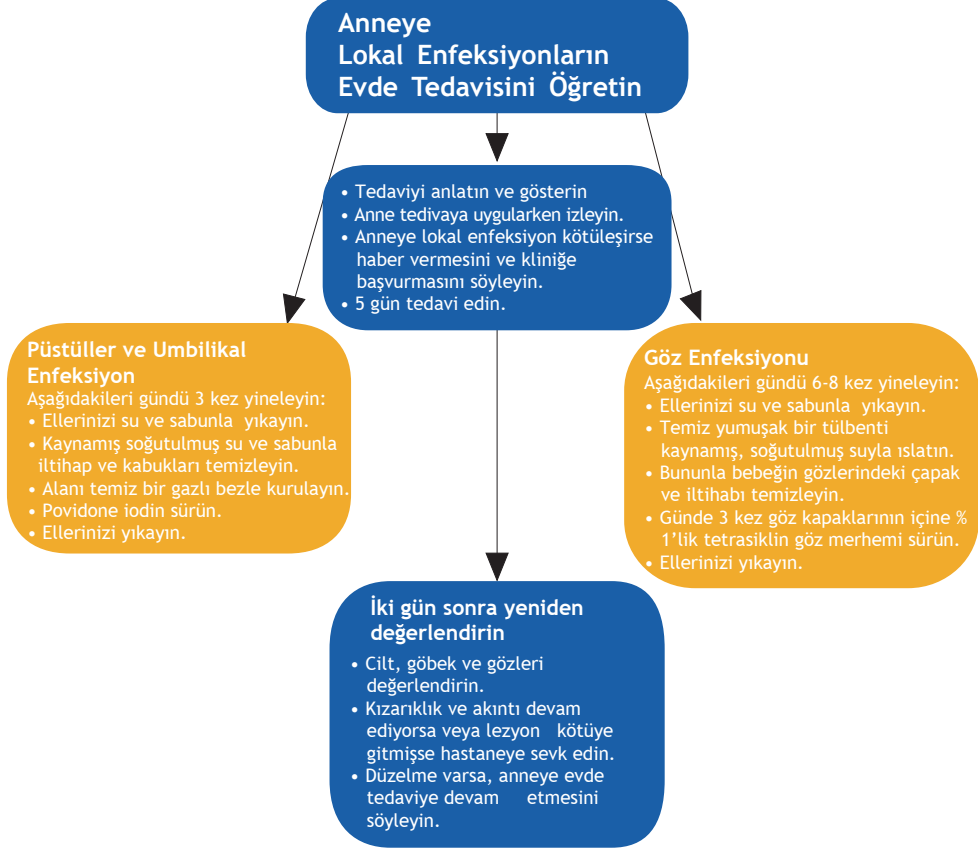 Anneye
Lokal Enfeksiyonların
Evde Tedavisini Öğretin
• Tedaviyi anlatın ve gösterin
• Anne tedivaya uygularken izleyin.
• Anneye lokal enfeksiyon kötüleşirse
haber vermesini ve kliniğe
başvurmasını söyleyin.
• 5 gün tedavi edin.
Püstüller ve Umbilikal
Enfeksiyon
Aşağıdakileri gündü 3 kez yineleyin:
• Ellerinizi su ve sabunla yıkayın.
• Kaynamış soğutulmuş su ve sabunla
iltihap ve kabukları temizleyin.
• Alanı temiz bir gazlı bezle kurulayın.
• Povidone iodin sürün.
• Ellerinizi yıkayın.
Göz Enfeksiyonu
Aşağıdakileri gündü 6-8 kez yineleyin:
• Ellerinizi su ve sabunla yıkayın.
• Temiz yumuşak bir tülbenti
kaynamış, soğutulmuş suyla ıslatın.
• Bununla bebeğin gözlerindeki çapak
ve iltihabı temizleyin.
• Günde 3 kez göz kapaklarının içine %
1’lik tetrasiklin göz merhemi sürün.
• Ellerinizi yıkayın.
İki gün sonra yeniden
değerlendirin
• Cilt, göbek ve gözleri
değerlendirin.
• Kızarıklık ve akıntı devam
ediyorsa veya lezyon kötüye
gitmişse hastaneye sevk edin.
• Düzelme varsa, anneye evde
tedaviye devam etmesini
söyleyin.